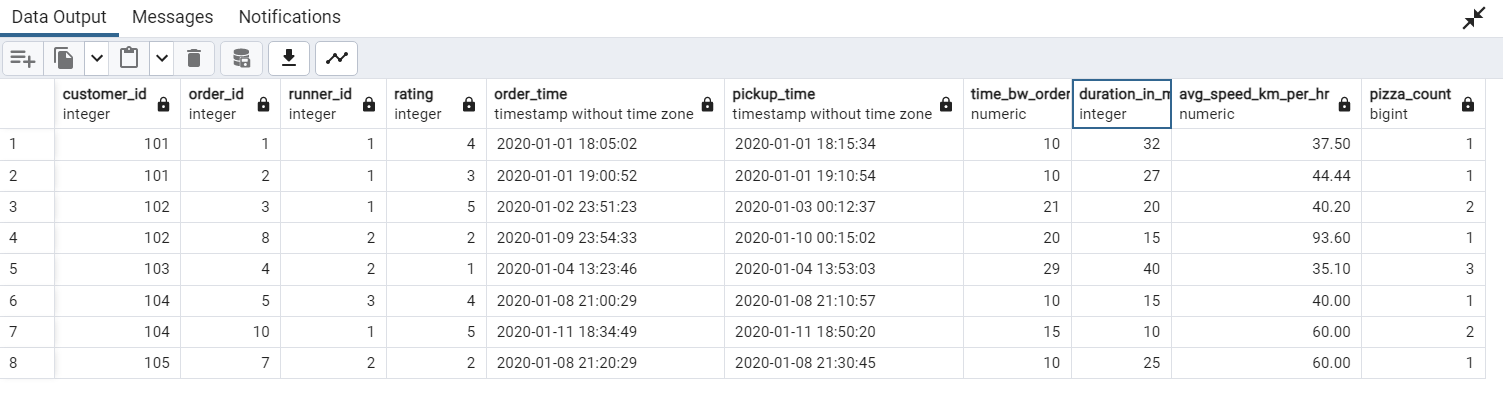 Data Output Messages Notifications
customer_id order_id runner_id rating order_time pickup_time time_bw_order duration_in_m avg_speed_km_per_hr pizza_count
integer integer integer integer timestamp without time zone timestamp without time zone numeric integer numeric bigint
1 101 1 1 4 2020-01-01 18:05:02 2020-01-01 18:15:34 10 32 37.50 1
2 101 2 1 3 2020-01-01 19:00:52 2020-01-01 19:10:54 10 27 44.44 1
3 102 3 1 5 2020-01-02 23:51:23 2020-01-03 00:12:37 21 20 40.20 2
4 102 8 2 2 2020-01-09 23:54:33 2020-01-10 00:15:02 20 15 93.60 1
5 103 4 2 1 2020-01-04 13:23:46 2020-01-04 13:53:03 29 40 35.10 3
6 104 5 3 4 2020-01-08 21:00:29 2020-01-08 21:10:57 10 15 40.00 1
7 104 10 1 5 2020-01-11 18:34:49 2020-01-11 18:50:20 15 10 60.00 2
8 105 7 2 2 2020-01-08 21:20:29 2020-01-08 21:30:45 10 25 60.00 1